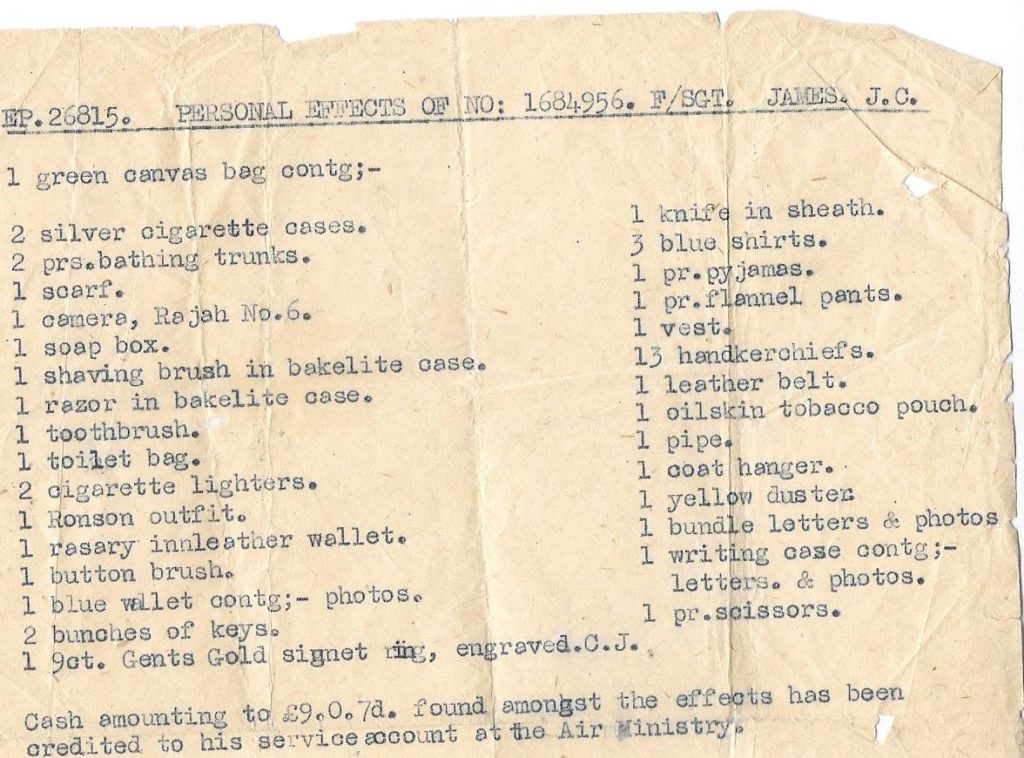 EP.26815. PERSONAL EFFECTS OF NO: 1684956. F/SGT. JAMES. J.C.
1 green canvas bag contg;-
2 silver cigarette cases.
2 prs.bathing trunks.
1 scarf.
1 camera, Rajah No.6.
1 soap box.
1 shaving brush in bakelite case.
1 razor in bakelite case.
1 toothbrush.
1 toilet bag.
2 cigarette lighters.
1 Ronson outfit.
1 rasary innleather wallet.
1 button brush.
1 blue wallet contg;- photos.
2 bunches of keys.
1 9ct. Gents Gold signet ring, engraved.C.J.
1 knife in sheath.
3 blue shirts.
1 pr.pyjamas.
1 pr.flannel pants.
1 vest.
13 handkerchiefs.
1 leather belt.
1 oilskin tobacco pouch.
1 pipe.
1 coat hanger.
1 yellow duster.
1 bundle letters & photos
1 writing case contg;-
letters. & photos.
1 pr.scissors.
Cash amounting to £9.0.7d. found amongst the effects has been
credited to his service account at the Air Ministry.